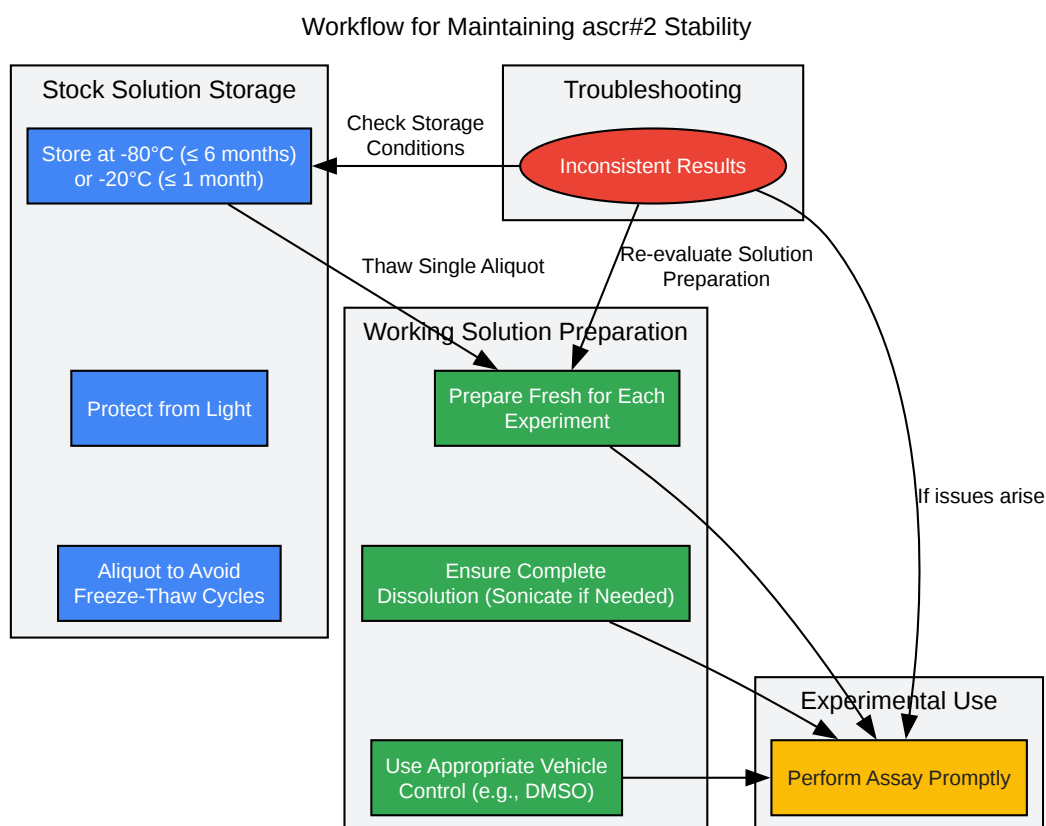 Workflow for Maintaining ascr#2 Stability
Stock Solution Storage
Store at -80°C (≤ 6 months)
or -20°C (≤ 1 month)
Protect from Light
Aliquot to Avoid
Freeze-Thaw Cycles
Troubleshooting
Inconsistent Results
Check Storage
Conditions
Thaw Single Aliquot
Re-evaluate Solution
Preparation
Working Solution Preparation
Prepare Fresh for Each
Experiment
Ensure Complete
Dissolution (Sonicate if Needed)
Use Appropriate Vehicle
Control (e.g., DMSO)
If issues arise
Experimental Use
Perform Assay Promptly